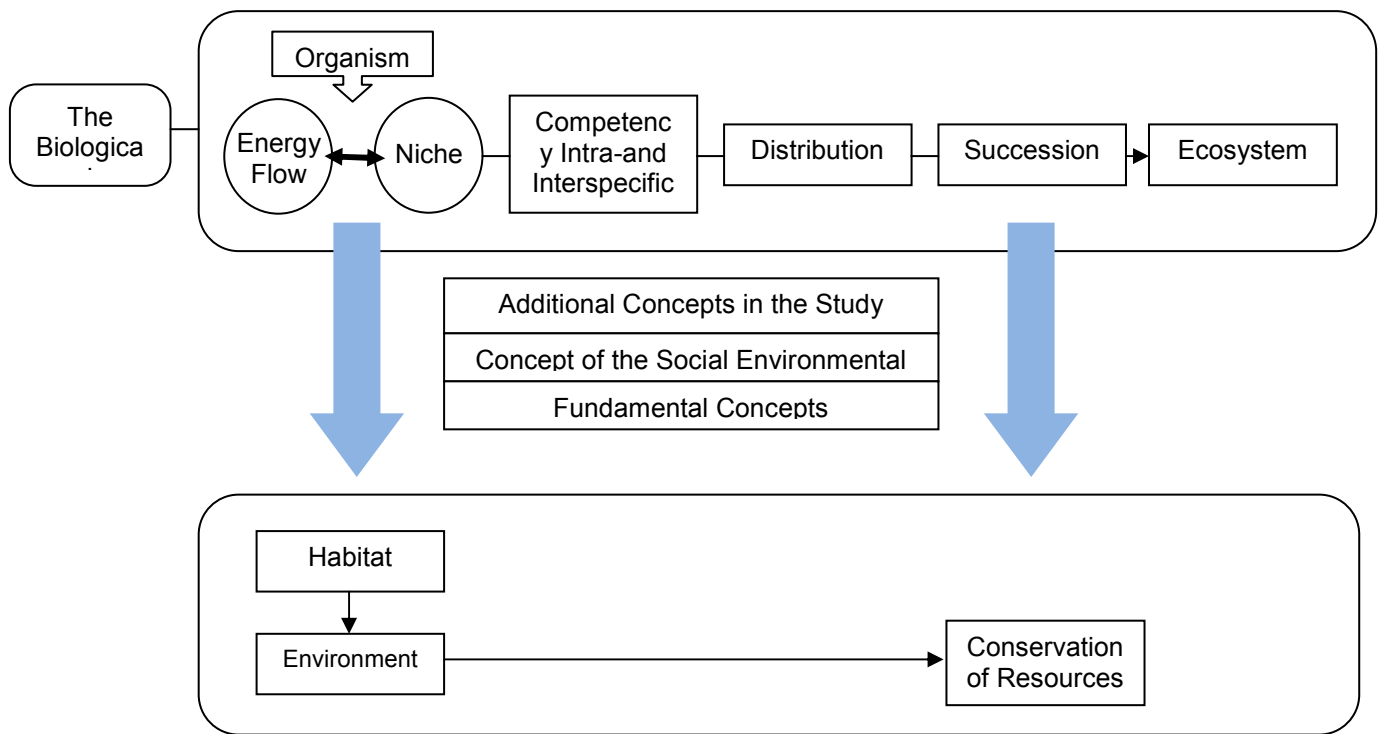 Organism
The
Biologica
Energy
Flow
Niche
Competenc
y Intra-and
Interspecific
Distribution
Succession
Ecosystem
Additional Concepts in the Study
Concept of the Social Environmental
Fundamental Concepts
Habitat
Environment
Conservation
of Resources